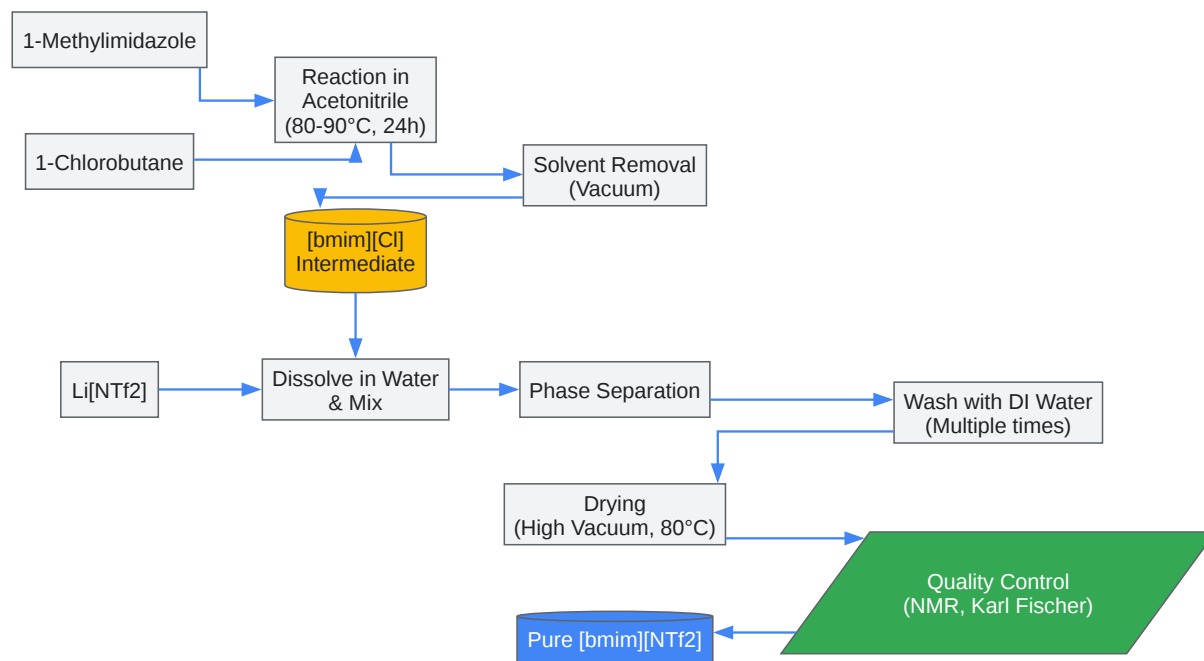 1-Methylimidazole
Reaction in
Acetonitrile
(80-90°C, 24h)
1-Chlorobutane
Solvent Removal
(Vacuum)
[bmim][Cl]
Intermediate
Li[NTf2]
Dissolve in Water
& Mix
Phase Separation
Wash with DI Water
(Multiple times)
Drying
(High Vacuum, 80°C)
Quality Control
(NMR, Karl Fischer)
Pure [bmim][NTf2]